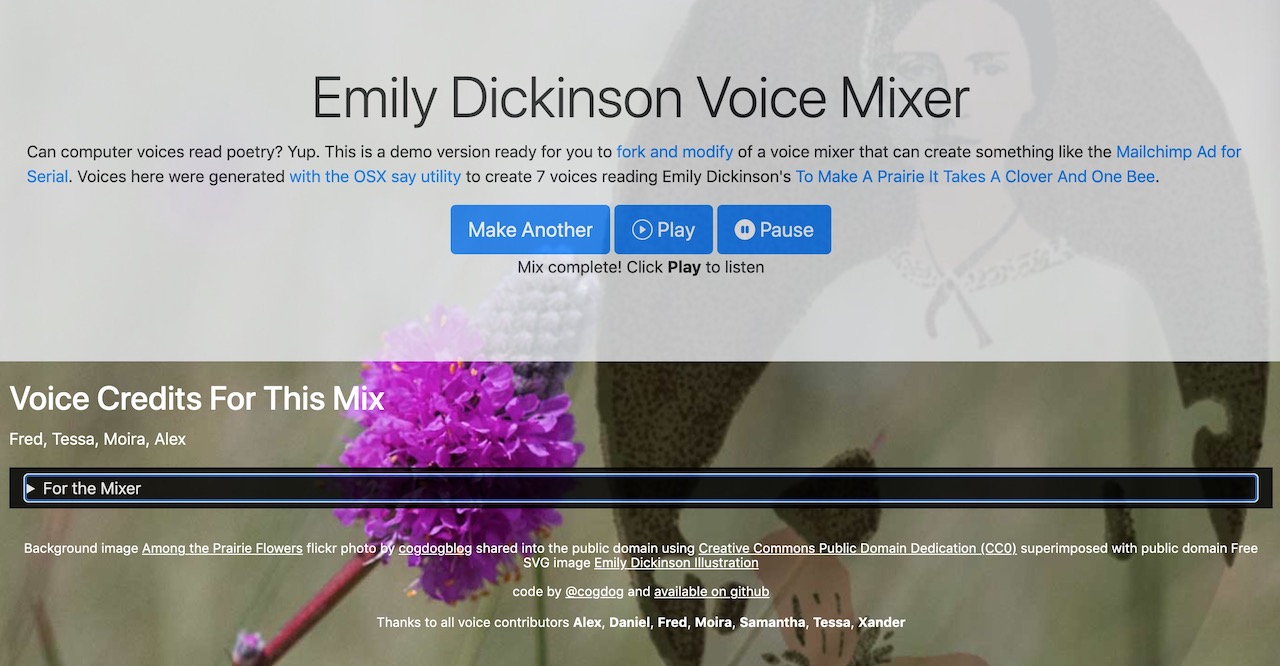 Emily Dickinson Voice Mixer
Can computer voices read poetry? Yup. This is a demo version ready for you to fork and modify of a voice mixer that can create something like the Mailchimp Ad for
Serial. Voices here were generated with the OSX say utility to create 7 voices reading Emily Dickinson's To Make A Prairie It Takes A Clover And One Bee.
Make Another Play Pause
Mix complete! Click Play to listen
Voice Credits For This Mix
Fred, Tessa, Moira, Alex
For the Mixer
Background image Among the Prairie Flowers flickr photo by cogdogblog shared into the public domain using Creative Commons Public Domain Dedication (CC0) superimposed with public domain Free
SVG image Emily Dickinson Illustration
code by @cogdog and available on github
Thanks to all voice contributors Alex, Daniel, Fred, Moira, Samantha, Tessa, Xander